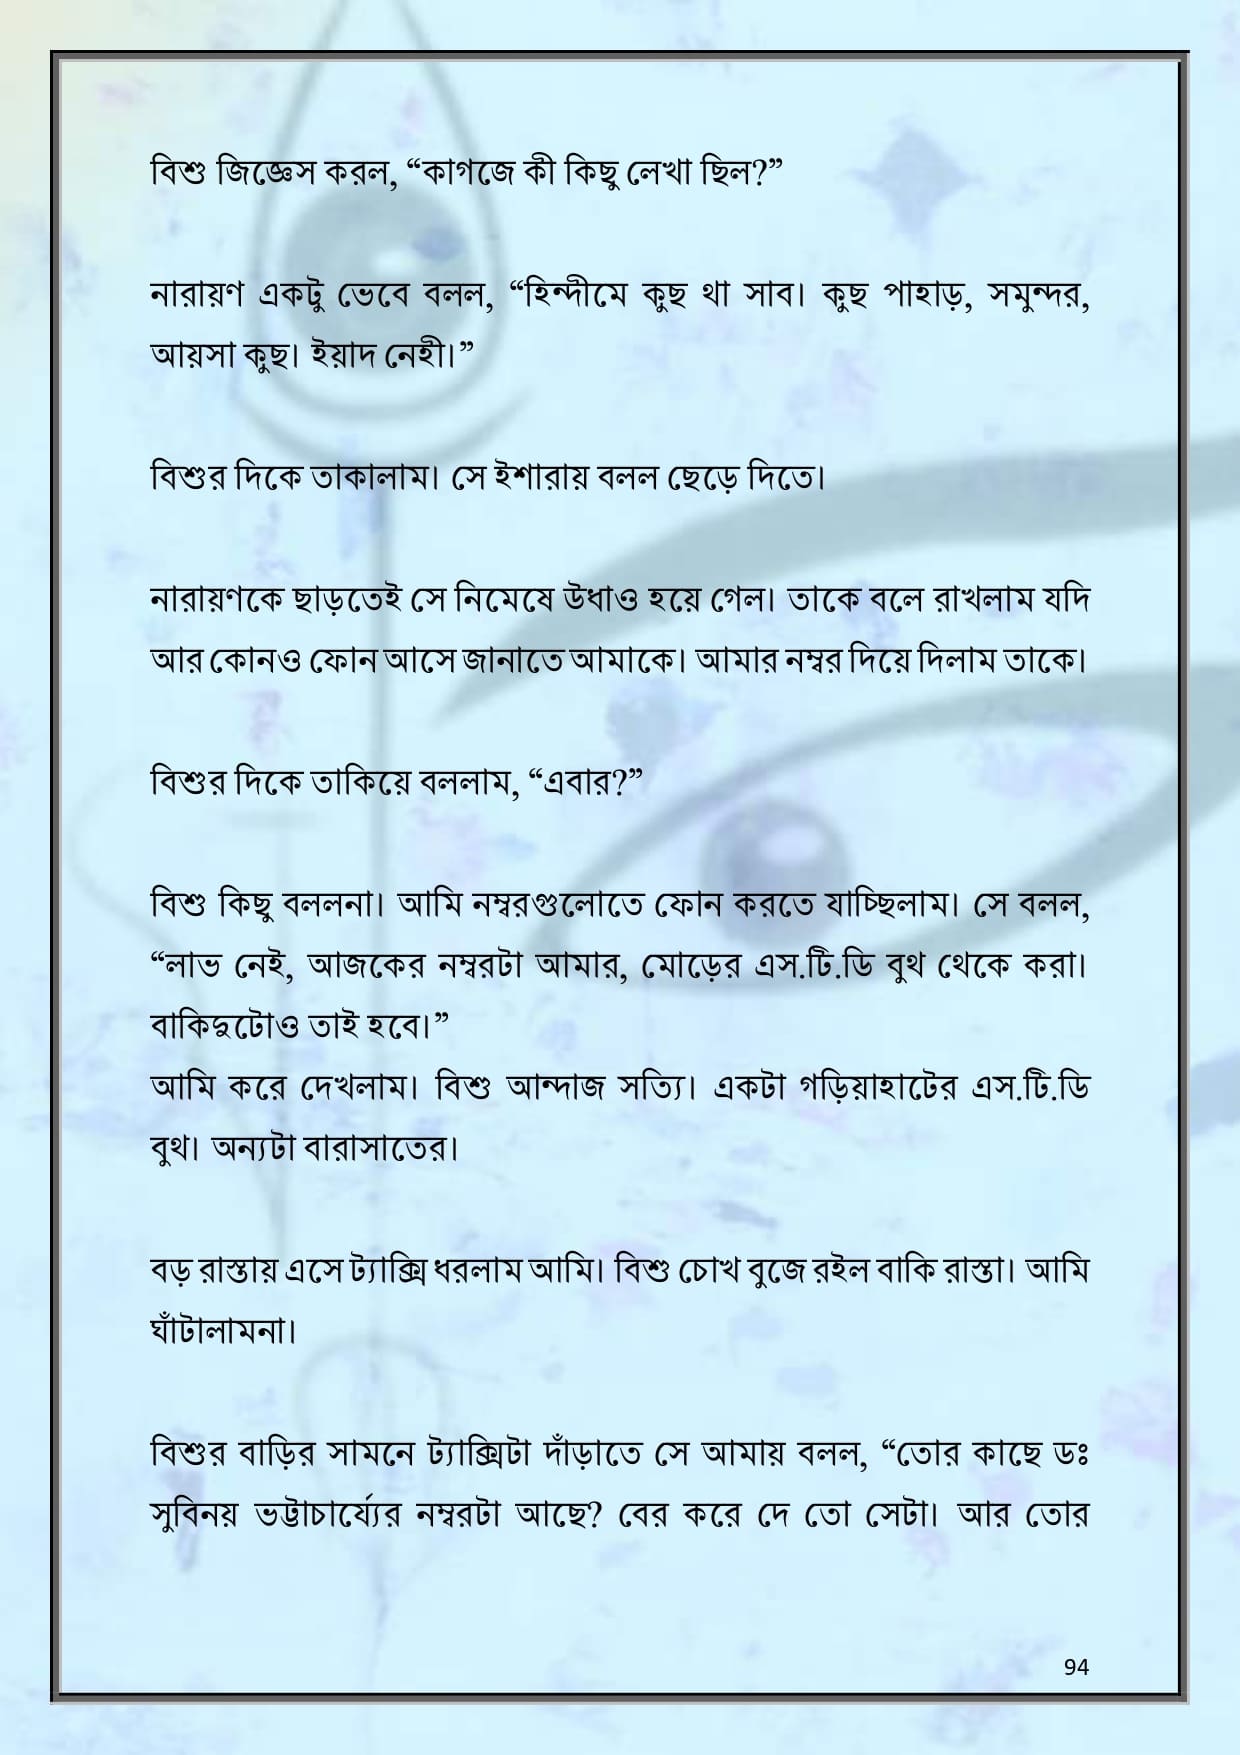 বিশু জিজ্ঞেস করল, “কাগজে কী কিছু লেখা ছিল?”
নারায়ণ একটু ভেবে বলল, “হিন্দীমে কুছ থা সাব। কুছ পাহাড়, সমুন্দর,
আয়সা কুছ। ইয়াদ নেহী।”
বিশুর দিকে তাকালাম। সে ইশারায় বলল ছেড়ে দিতে।
নারায়ণকে ছাড়তেই সে নিমেষে উধাও হয়ে গেল। তাকে বলে রাখলাম যদি
আর কোনও ফোন আসে জানাতে আমাকে। আমার নম্বর দিয়ে দিলাম তাকে।
বিশুর দিকে তাকিয়ে বললাম, “এবার?”
বিশু কিছু বললনা। আমি নম্বরগুলোতে ফোন করতে যাচ্ছিলাম। সে বলল,
“লাভ নেই, আজকের নম্বরটা আমার, মোড়ের এস.টি.ডি বুথ থেকে করা।
বাকিদুটোও তাই হবে।”
আমি করে দেখলাম। বিশু আন্দাজ সত্যি। একটা গড়িয়াহাটের এস.টি.ডি
বুথ। অন্যটা বারাসাতের।
বড় রাস্তায় এসে ট্যাক্সি ধরলাম আমি। বিশু চোখ বুজে রইল বাকি রাস্তা। আমি
ঘাঁটালামনা।
বিশুর বাড়ির সামনে ট্যাক্সিটা দাঁড়াতে সে আমায় বলল, “তোর কাছে ডঃ
সুবিনয় ভট্টাচার্য্যের নম্বরটা আছে? বের করে দে তো সেটা। আর তোর
94